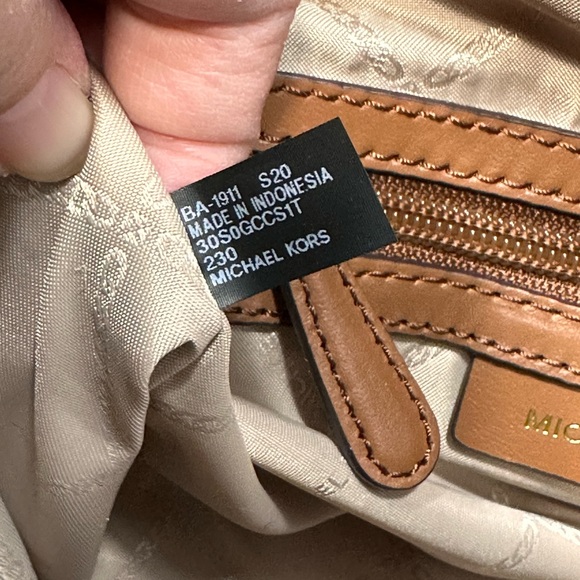 BA-1911 S20
MADE IN INDONESIA
30S0GCCS1T
230
MICHAEL KORS
MIC